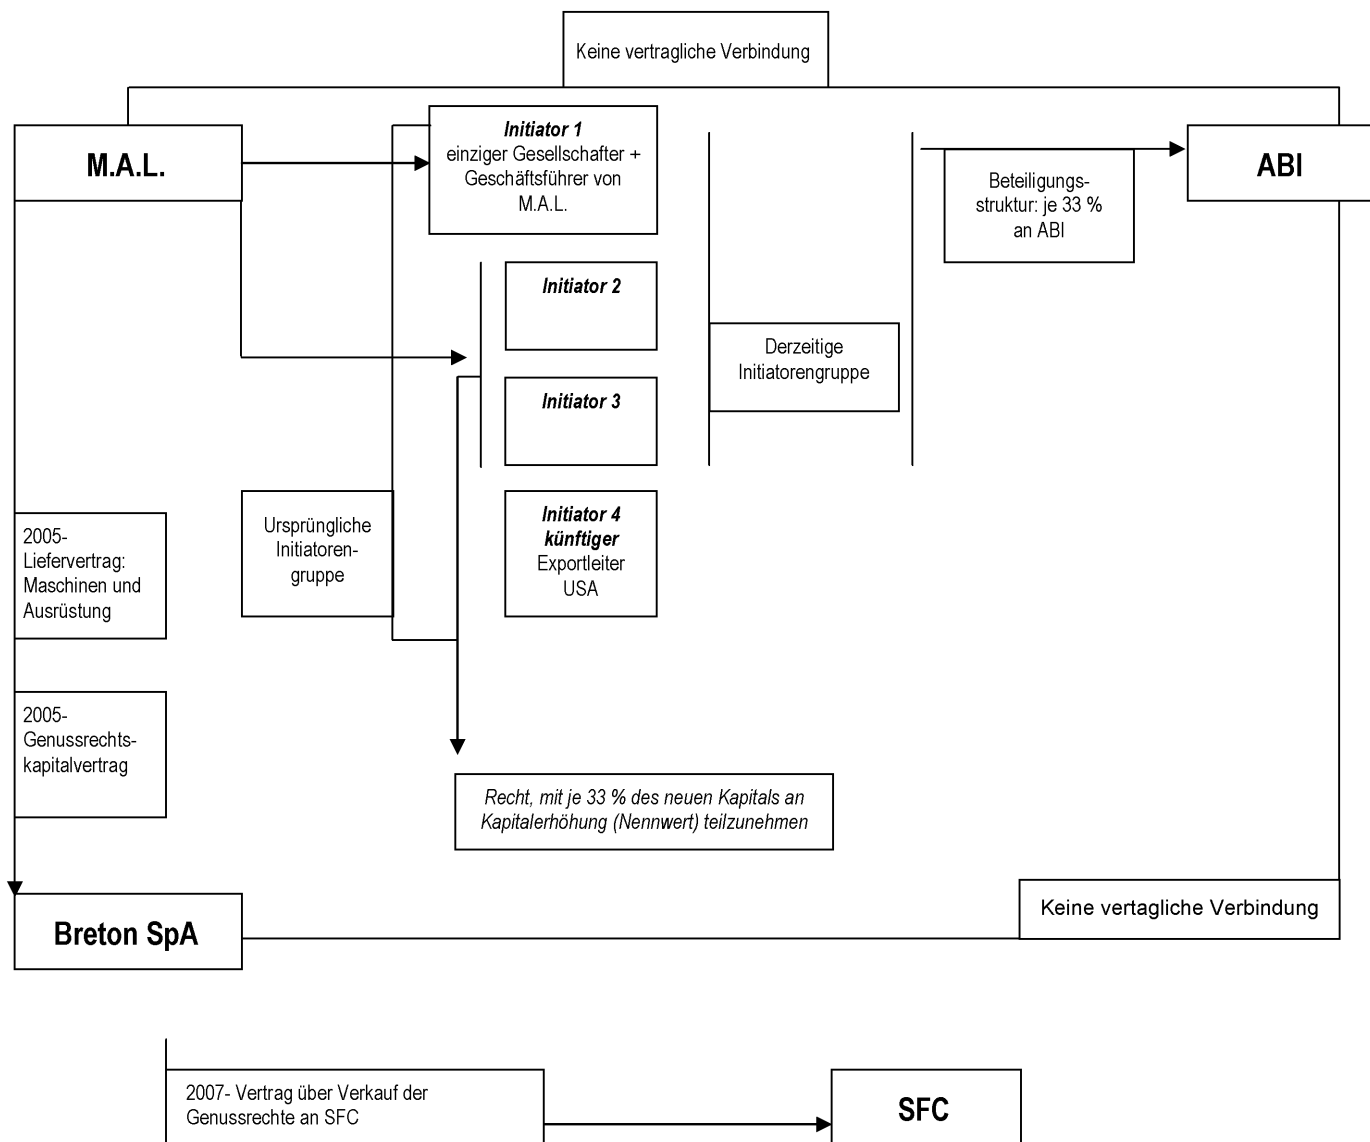 Keine vertragliche Verbindung
M.A.L.
Initiator 1
einziger Gesellschafter +
Geschäftsführer von
M.A.L.
Beteiligungs-
struktur: je 33 %
an ABI
ABI
Initiator 2
Derzeitige
Initiatorengruppe
Initiator 3
2005-
Liefervertrag:
Maschinen und
Ausrüstung
Ursprüngliche
Initiatoren-
gruppe
Initiator 4
künftiger
Exportleiter
USA
2005-
Genussrechts-
kapitalvertrag
Recht, mit je 33 % des neuen Kapitals an
Kapitalerhöhung (Nennwert) teilzunehmen
Breton SpA
Keine vertagliche Verbindung
2007- Vertrag über Verkauf der
Genussrechte an SFC
SFC